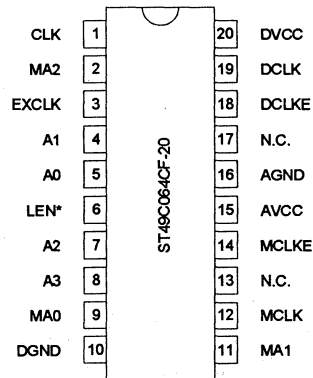 CLK 1 20 DVCC
MA2 2 19 DCLK
EXCLK 3 18 DCLKE
A1 4 17 N.C.
A0 5 16 AGND
LEN* 6 15 AVCC
A2 7 14 MCLKE
A3 8 13 N.C.
MA0 9 12 MCLK
DGND 10 11 MA1
ST49C064CF-20